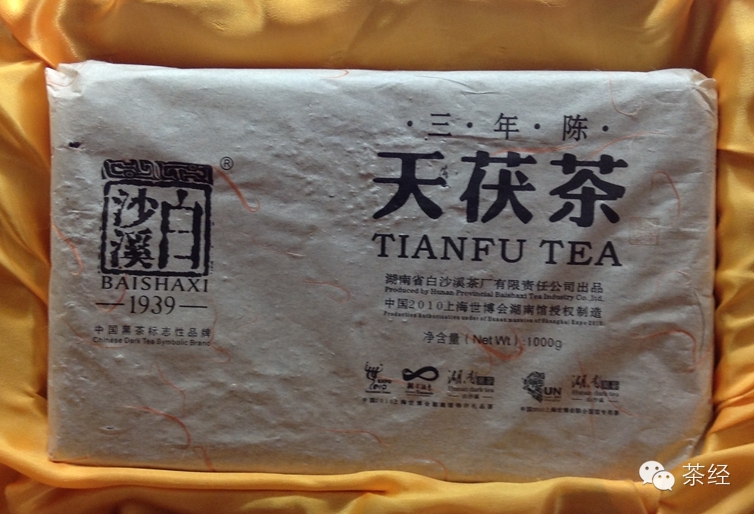 白沙溪
®
BAISHAXI
1939
中国黑茶标志性品牌
Chinese Dark Tea Symbolic Brand
·三·年·陈·
天茯茶
TIANFU TEA
湖南省白沙溪茶厂有限责任公司出品
Produced by Hunan Provincial Baishaxi Tea Industry Co.,Ltd.
中国2010上海世博会湖南馆授权制造
净含量(Net Wt):1000g
UN
茶经